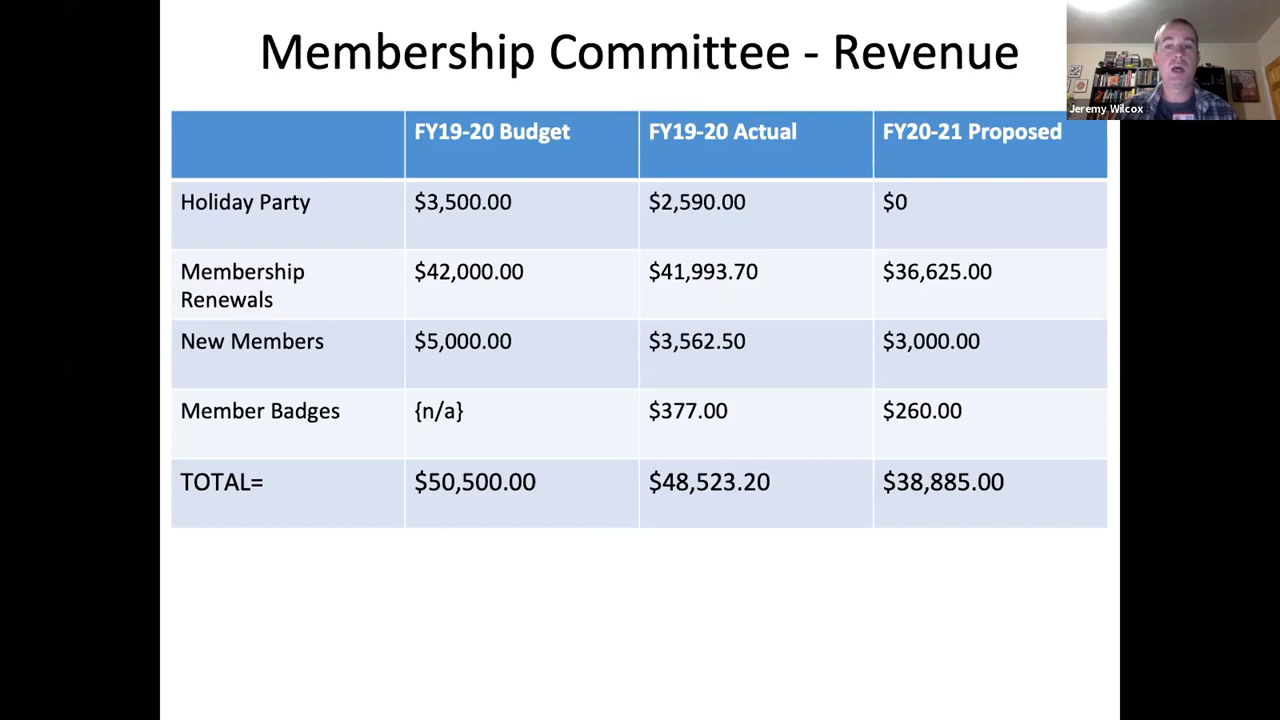 Membership Committee - Revenue
Jeremy Wilcox
FY19-20 Budget FY19-20 Actual FY20-21 Proposed
Holiday Party $3,500.00 $2,590.00 $0
Membership $42,000.00 $41,993.70 $36,625.00
Renewals
New Members $5,000.00 $3,562.50 $3,000.00
Member Badges {n/a} $377.00 $260.00
TOTAL= $50,500.00 $48,523.20 $38,885.00